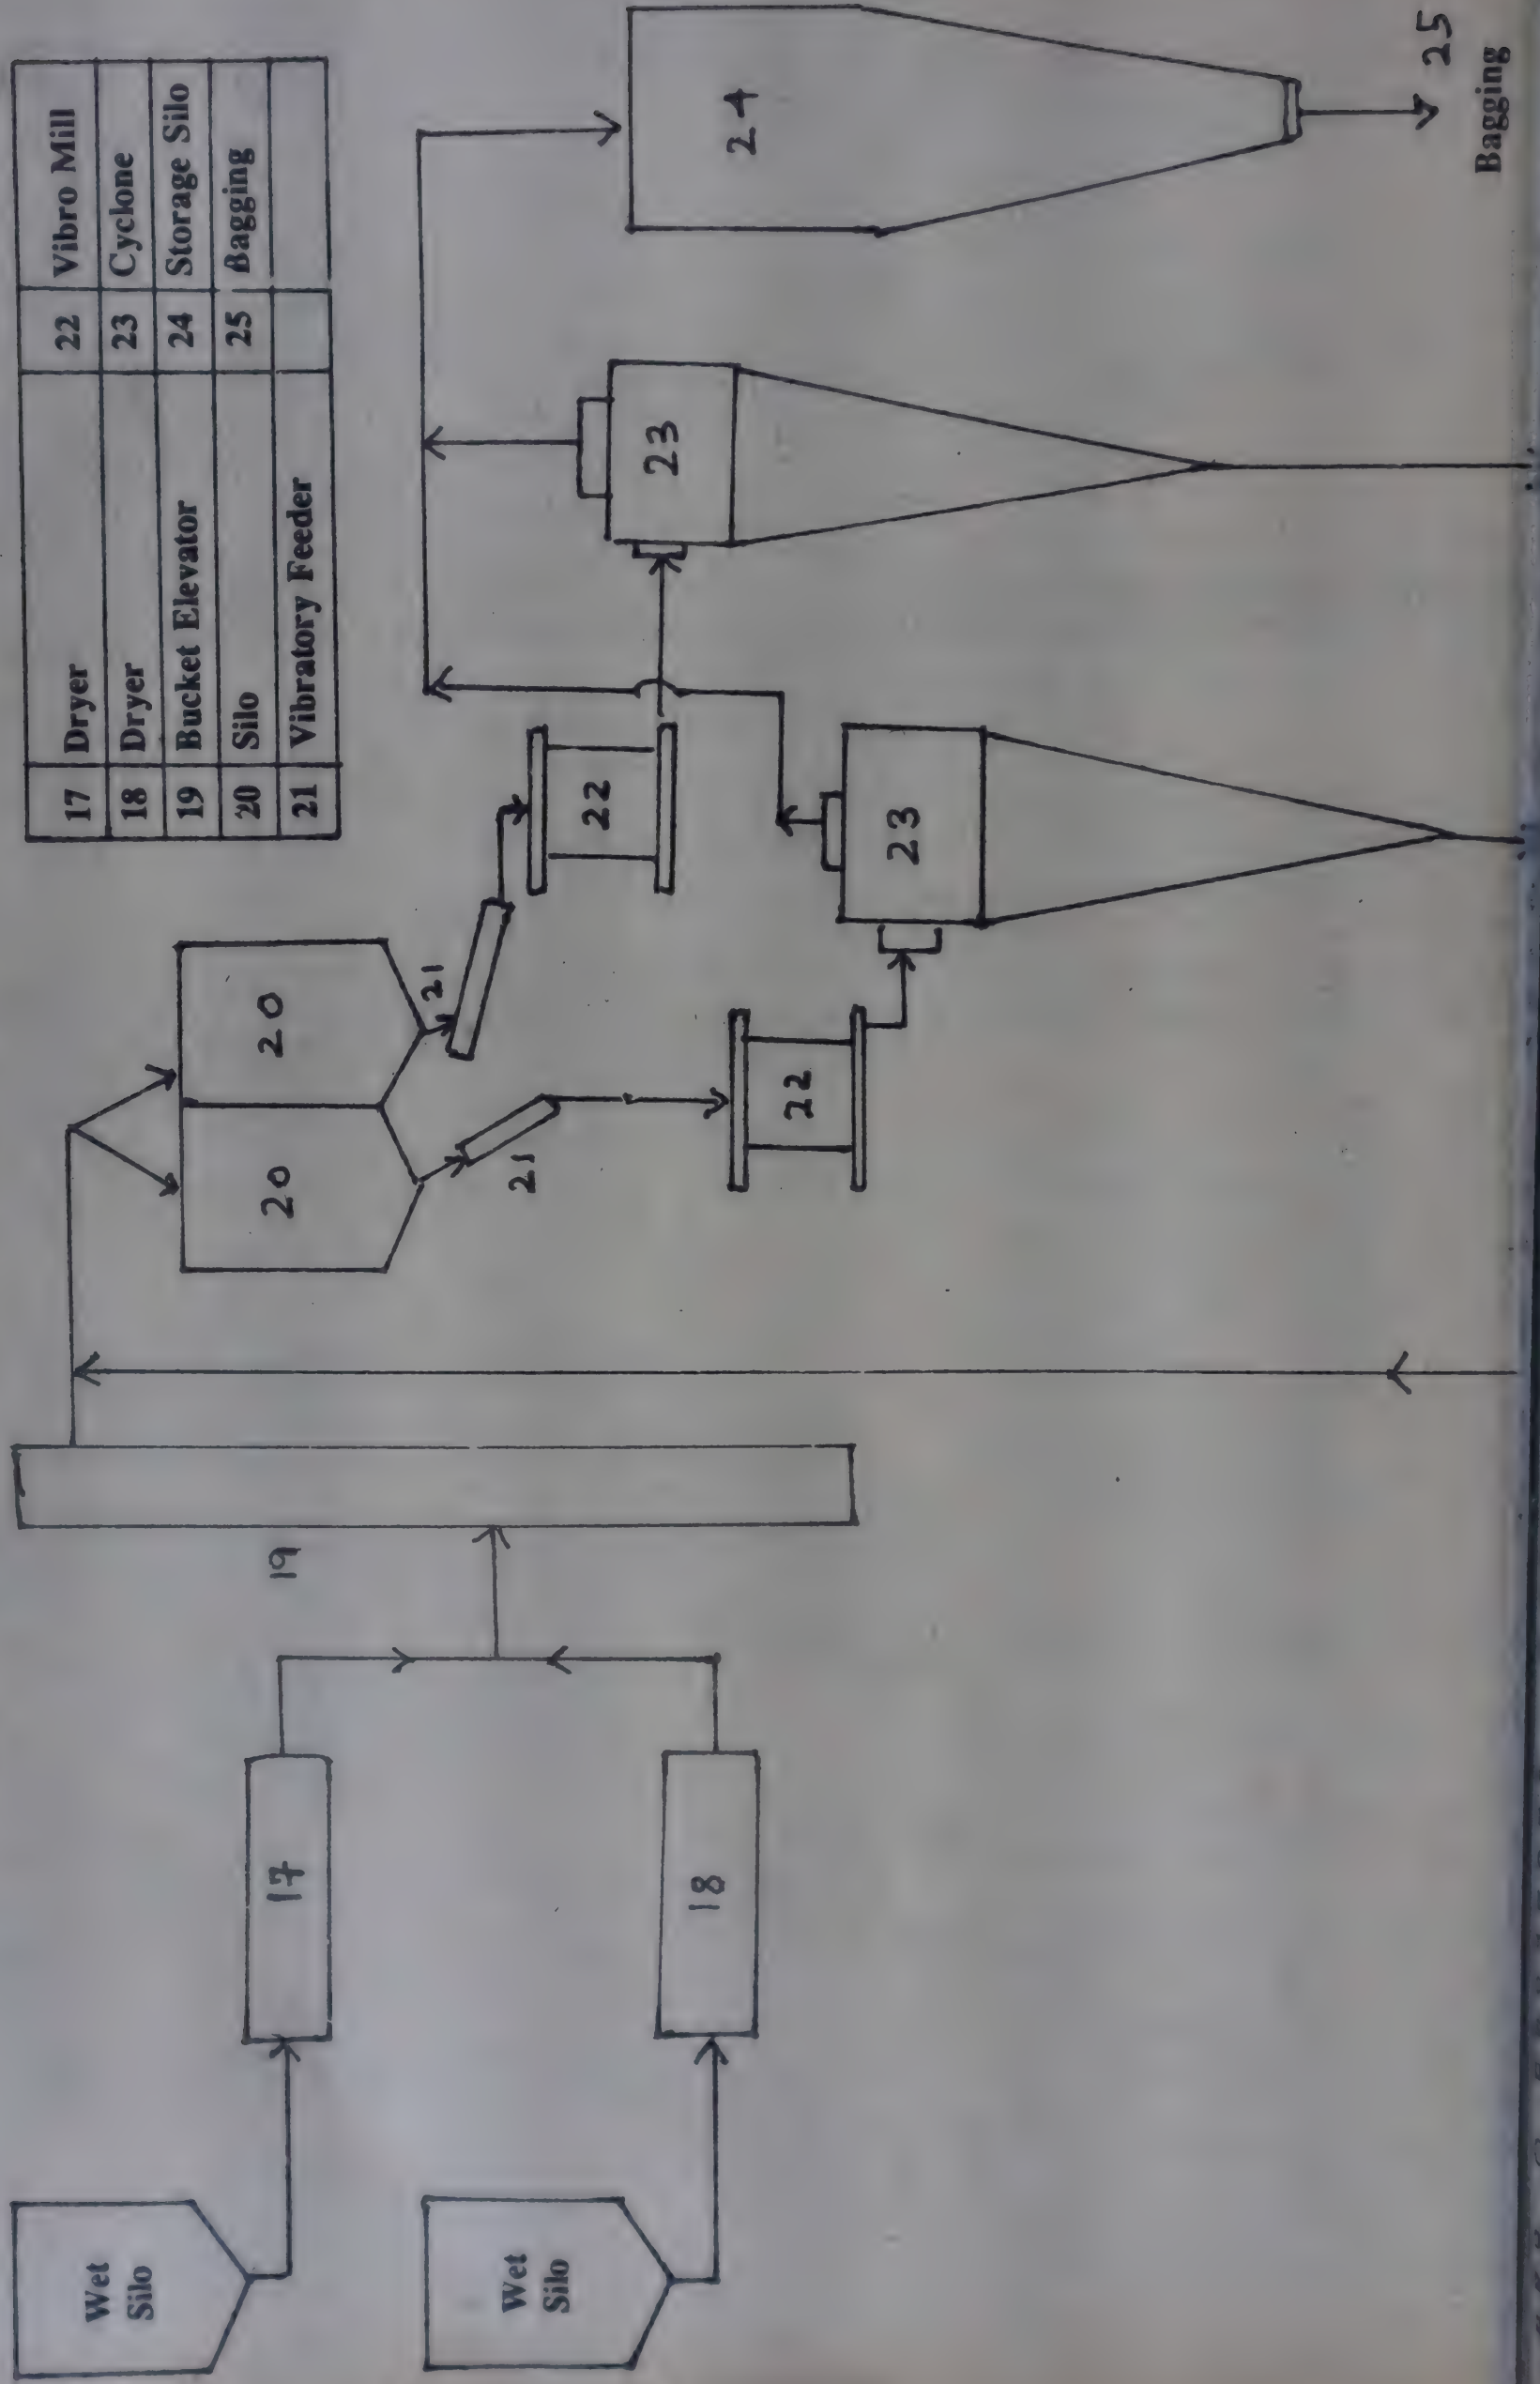 17 Dryer 22 Vibro Mill
18 Dryer 23 Cyclone
19 Bucket Elevator 24 Storage Silo
20 Silo 25 Bagging
21 Vibratory Feeder
Wet
Silo
Wet
Silo
17
18
19
20
20
21
21
22
22
23
23
24
25
Bagging